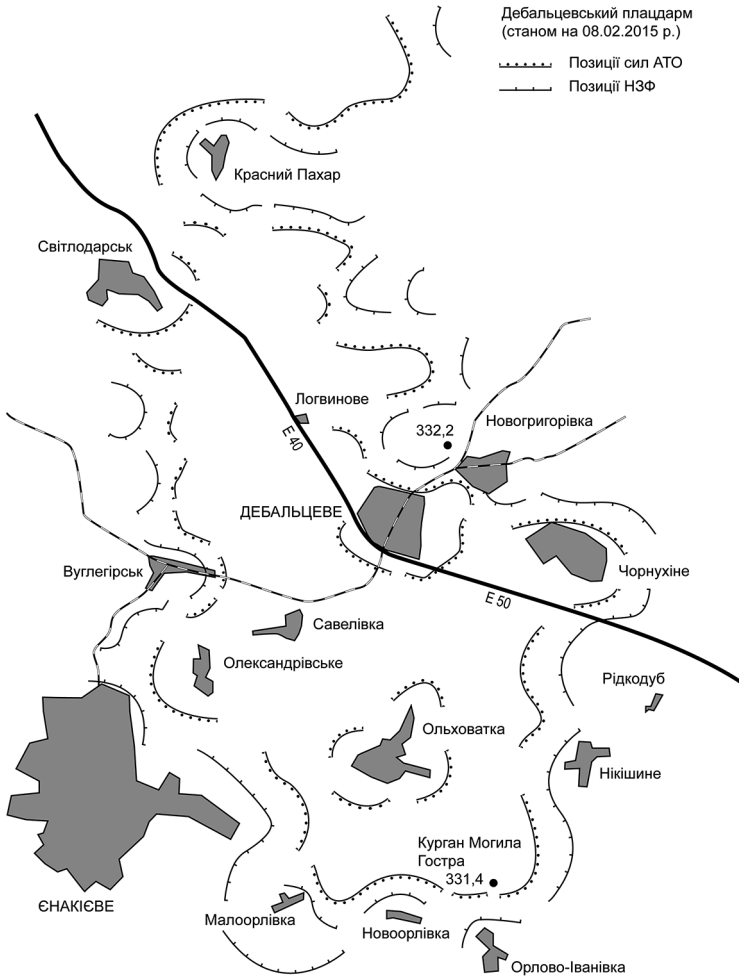 Дебальцевський плацдарм
(станом на 08.02.2015 р.)
Позиції сил АТО
Позиції НЗФ
Красний Пахар
Світлодарськ
Логвинове
E 40
332,2
Новогригорівка
ДЕБАЛЬЦЕВЕ
Вуглегірськ
Чорнухіне
E 50
Савелівка
Олександрівське
Рідкодуб
Ольховатка
Нікішине
Курган Могила
Гостра
331,4
ЄНАКІЄВЕ
Малоорлівка
Новоорлівка
Орлово-Іванівка